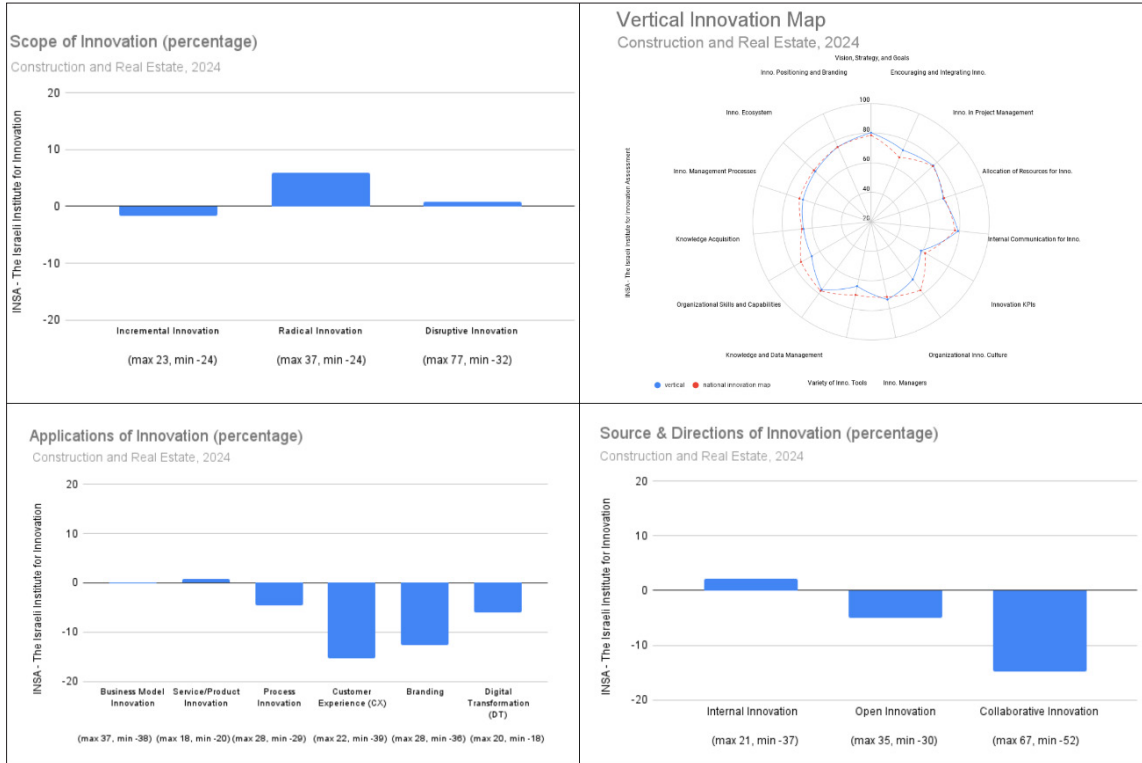 Scope of Innovation (percentage)
Construction and Real Estate, 2024
INSA - The Israeli Institute for Innovation
20
10
0
-10
-20
Incremental Innovation
Radical Innovation
Disruptive Innovation
(max 23, min -24)
(max 37, min -24)
(max 77, min -32)
Vertical Innovation Map
Construction and Real Estate, 2024
INSA - The Israeli Institute for Innovation Assessment
Vision, Strategy, and Goals
Inno. Positioning and Branding
Encouraging and Integrating Inno.
Inno. Ecosystem
Inno. In Project Management
Inno. Management Processes
Allocation of Resources for Inno.
Knowledge Acquisition
Internal Communication for Inno.
Organizational Skills and Capabilities
Innovation KPIs
Knowledge and Data Management
Organizational Inno. Culture
Variety of Inno. Tools
Inno. Managers
100
80
60
40
vertical
national innovation map
Applications of Innovation (percentage)
Construction and Real Estate, 2024
INSA - The Israeli Institute for Innovation
20
10
0
-10
-20
Business Model Innovation
Service/Product Innovation
Process Innovation
Customer Experience (CX)
Branding
Digital Transformation (DT)
(max 37, min -38)
(max 18, min -20)
(max 28, min -29)
(max 22, min -39)
(max 28, min -36)
(max 20, min -18)
Source & Directions of Innovation (percentage)
Construction and Real Estate, 2024
INSA - The Israeli Institute for Innovation
20
10
0
-10
-20
Internal Innovation
Open Innovation
Collaborative Innovation
(max 21, min -37)
(max 35, min -30)
(max 67, min -52)